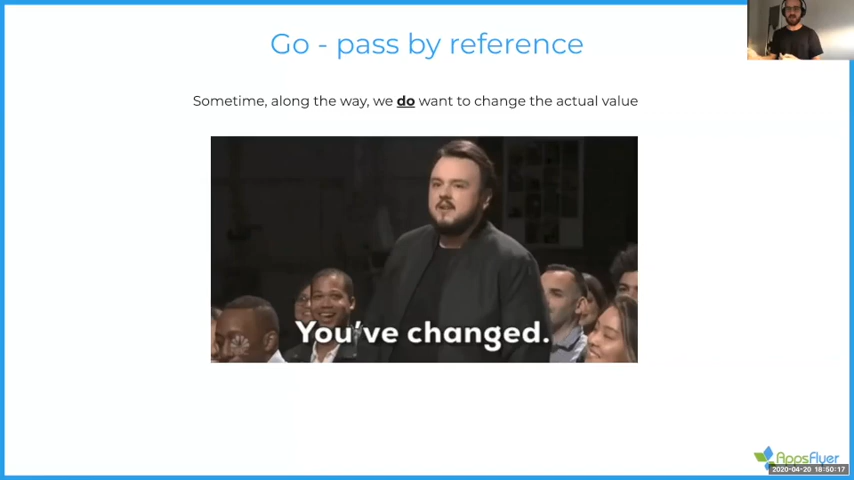 Go - pass by reference
Sometime, along the way, we do want to change the actual value
You've changed.
AppsFlyer
2020-04-20 18:50:17